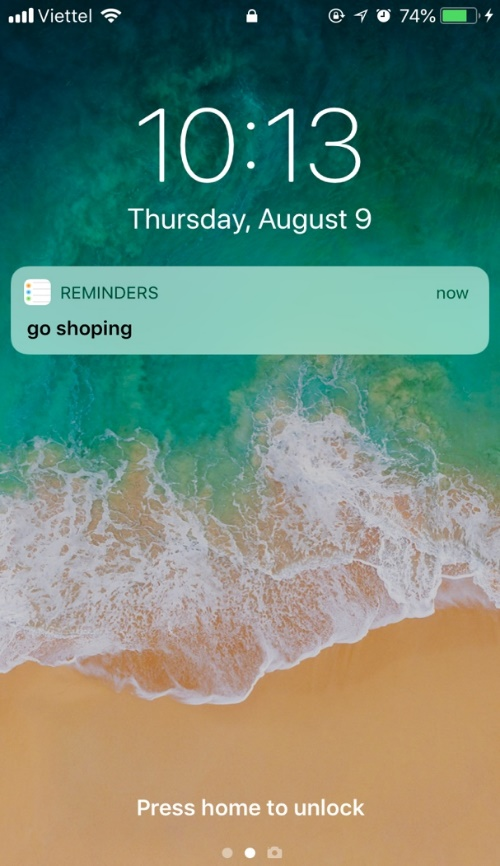 Viettel 74%
10:13
Thursday, August 9
REMINDERS now
go shoping
Press home to unlock